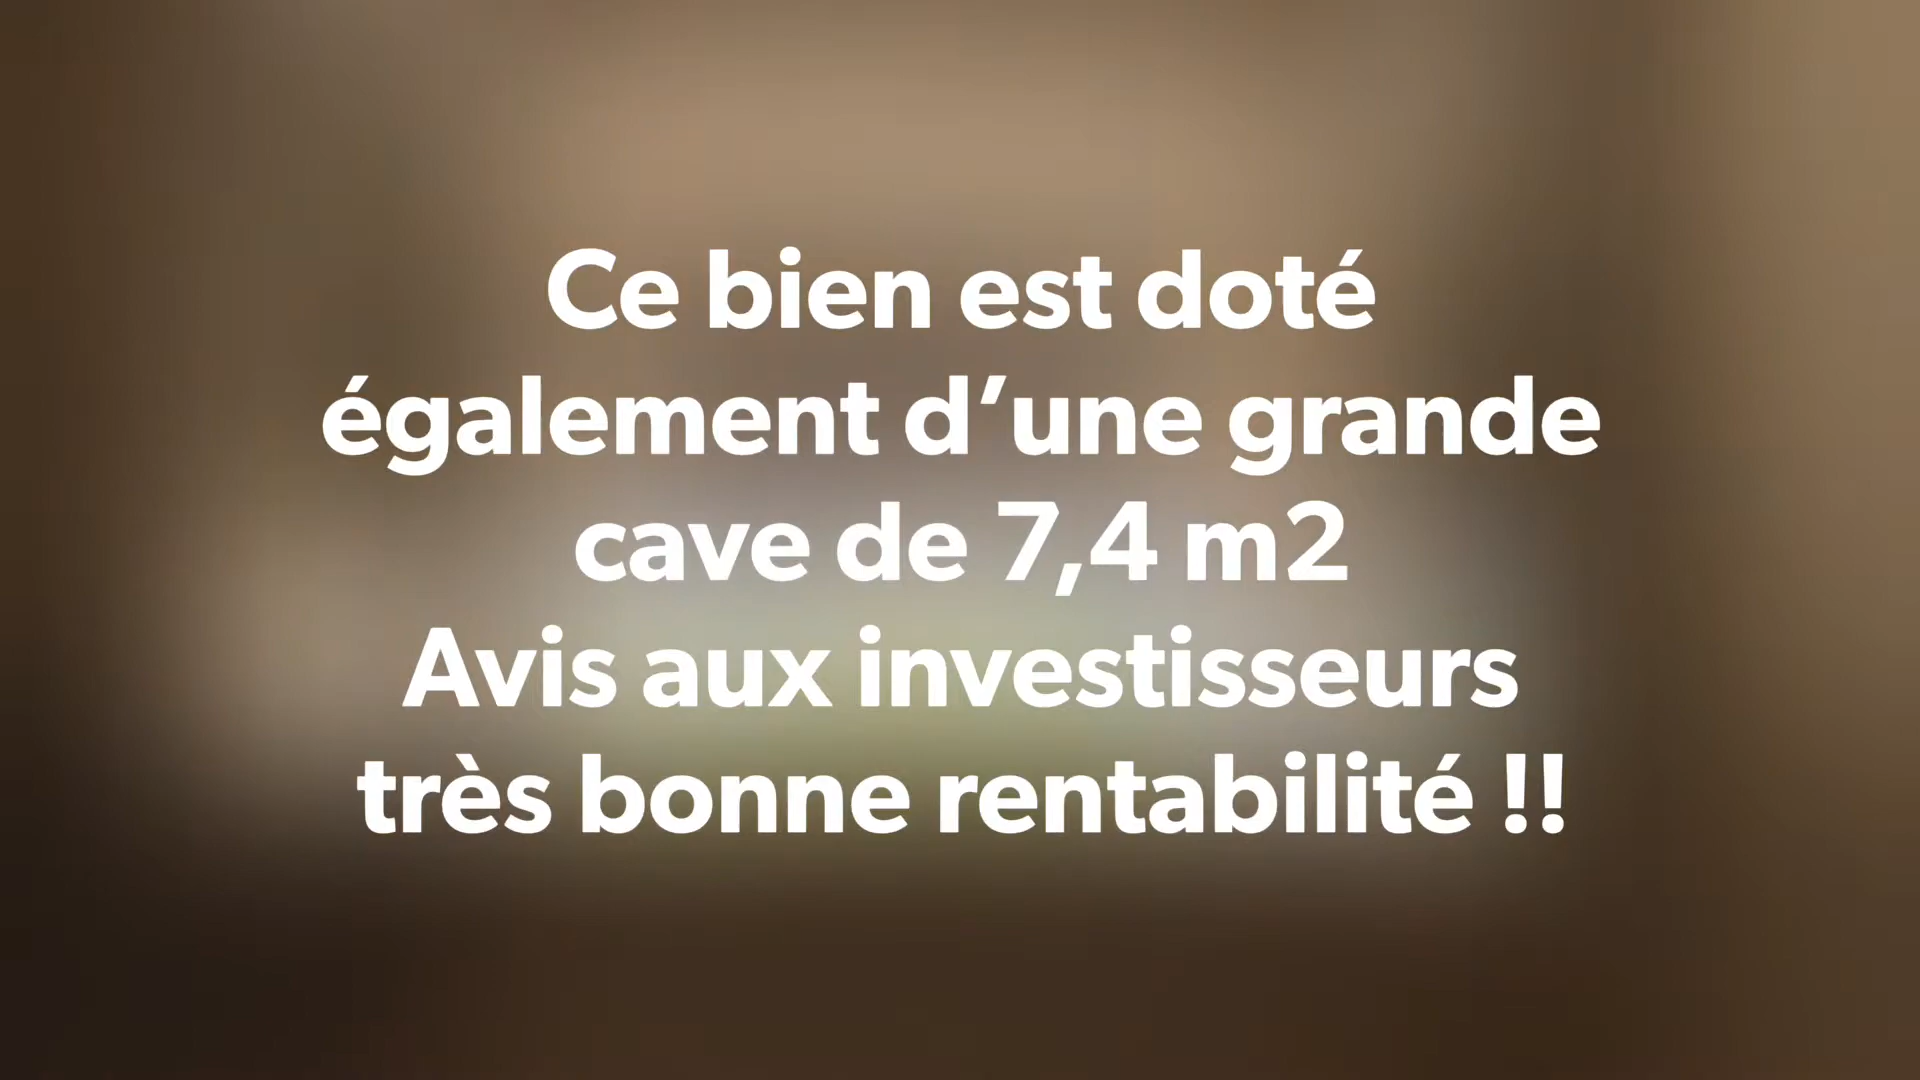 Ce bien est doté
également d’une grande
cave de 7,4 m2
Avis aux investisseurs
très bonne rentabilité !!